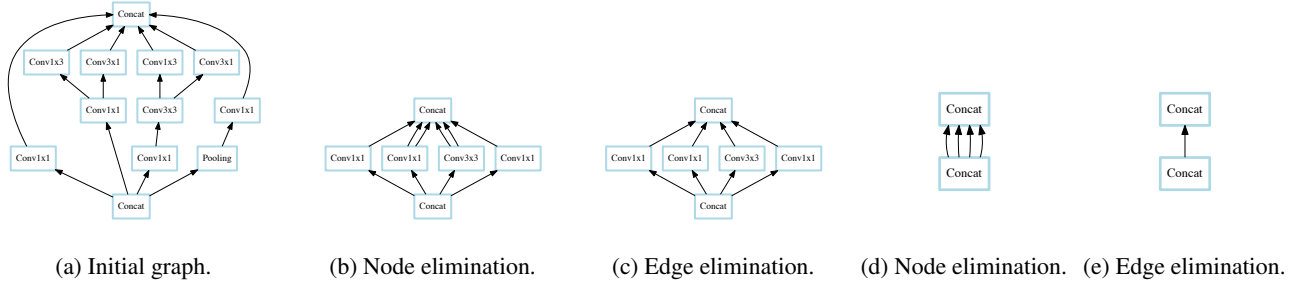 Concat
Conv1x3 Conv3x1 Conv1x3 Conv3x1
Conv1x1 Conv3x3 Conv1x1
Conv1x1 Conv1x1 Pooling
Concat
(a) Initial graph.
Concat
Conv1x1 Conv1x1 Conv3x3 Conv1x1
Concat
(b) Node elimination.
Concat
Conv1x1 Conv1x1 Conv3x3 Conv1x1
Concat
(c) Edge elimination.
Concat
Concat
(d) Node elimination.
Concat
Concat
(e) Edge elimination.